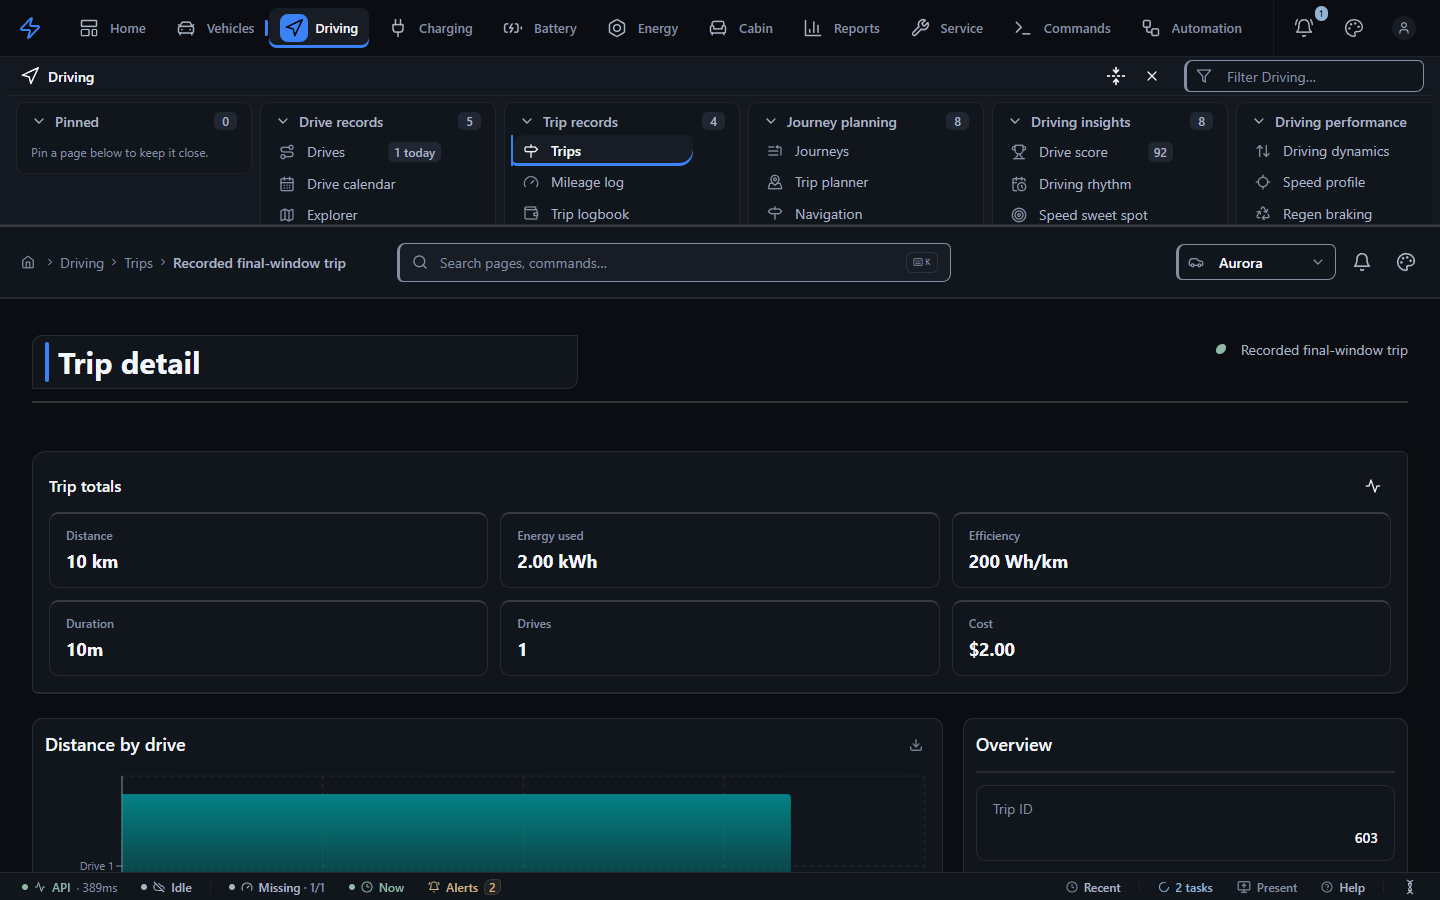 Home
Vehicles
Driving
Charging
Battery
Energy
Cabin
Reports
Service
Commands
Automation
1
Driving
Filter Driving...
Pinned 0
Pin a page below to keep it close.
Drive records 5
Drives 1 today
Drive calendar
Explorer
Trip records 4
Trips
Mileage log
Trip logbook
Journey planning 8
Journeys
Trip planner
Navigation
Driving insights 8
Drive score 92
Driving rhythm
Speed sweet spot
Driving performance
Driving dynamics
Speed profile
Regen braking
Driving > Trips > Recorded final-window trip
Search pages, commands...
K
Aurora
Trip detail
Recorded final-window trip
Trip totals
Distance
10 km
Energy used
2.00 kWh
Efficiency
200 Wh/km
Duration
10m
Drives
1
Cost
$2.00
Distance by drive
Drive 1
Overview
Trip ID
603
API · 389ms
Idle
Missing · 1/1
Now
Alerts 2
Recent
2 tasks
Present
Help